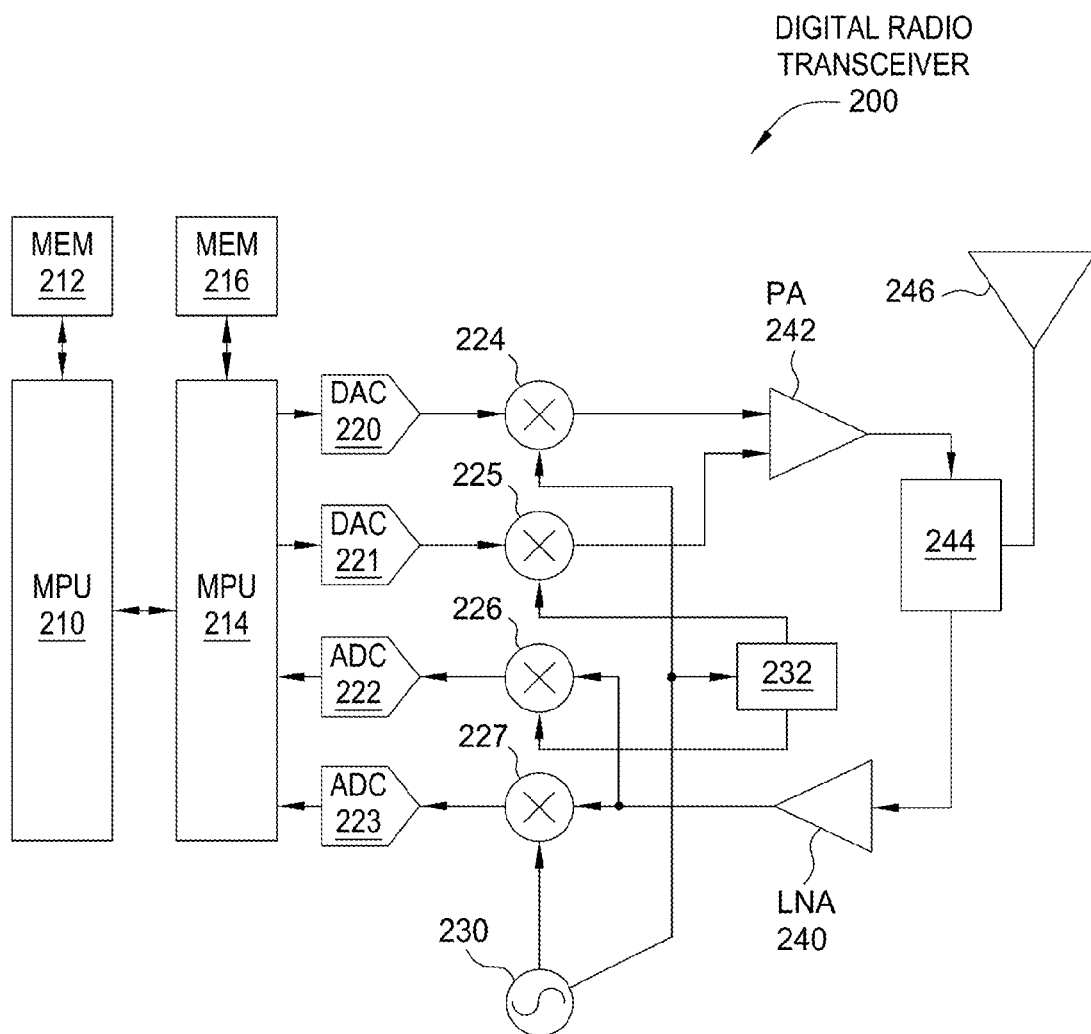 DIGITAL RADIO
TRANSCEIVER
200
MEM
212
MEM
216
MPU
210
MPU
214
DAC
220
DAC
221
ADC
222
ADC
223
224
225
226
227
230
232
PA
242
244
246
LNA
240